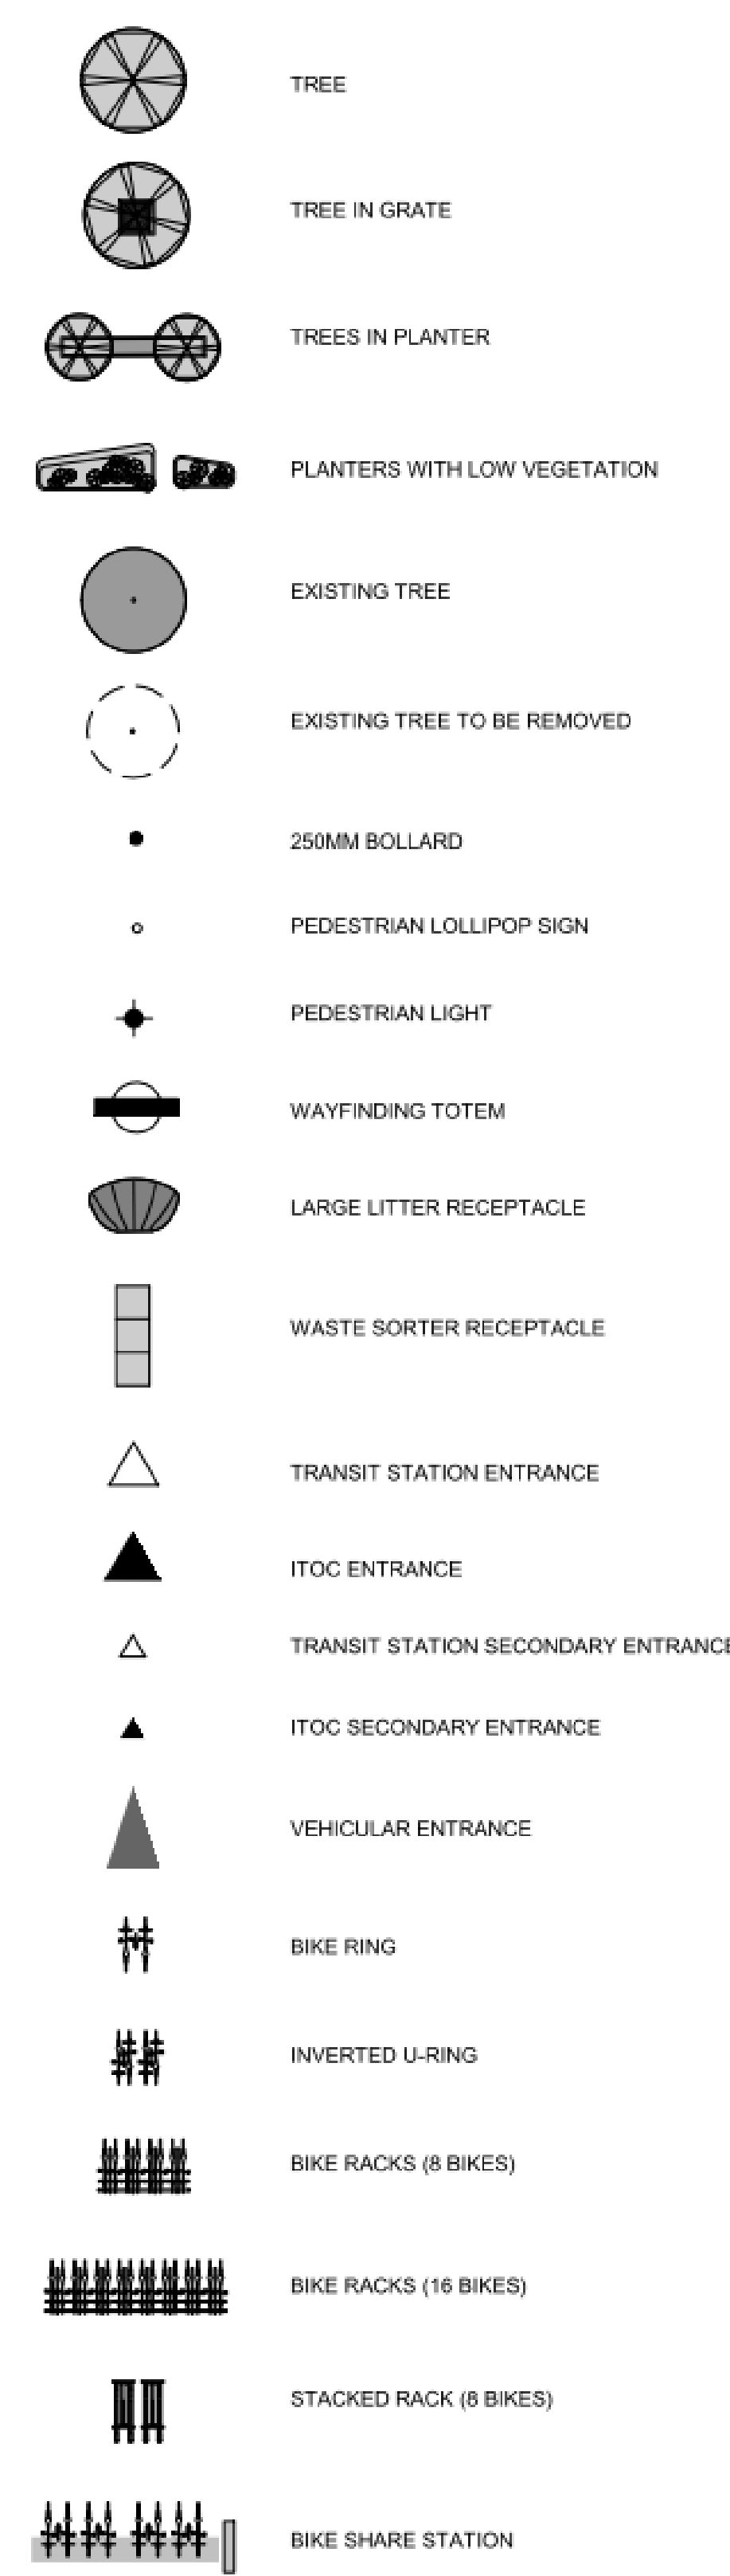 TREE
TREE IN GRATE
TREES IN PLANTER
PLANTERS WITH LOW VEGETATION
EXISTING TREE
EXISTING TREE TO BE REMOVED
250MM BOLLARD
PEDESTRIAN LOLLIPOP SIGN
PEDESTRIAN LIGHT
WAYFINDING TOTEM
LARGE LITTER RECEPTACLE
WASTE SORTER RECEPTACLE
TRANSIT STATION ENTRANCE
ITOC ENTRANCE
TRANSIT STATION SECONDARY ENTRANCE
ITOC SECONDARY ENTRANCE
VEHICULAR ENTRANCE
BIKE RING
INVERTED U-RING
BIKE RACKS (8 BIKES)
BIKE RACKS (16 BIKES)
STACKED RACK (8 BIKES)
BIKE SHARE STATION